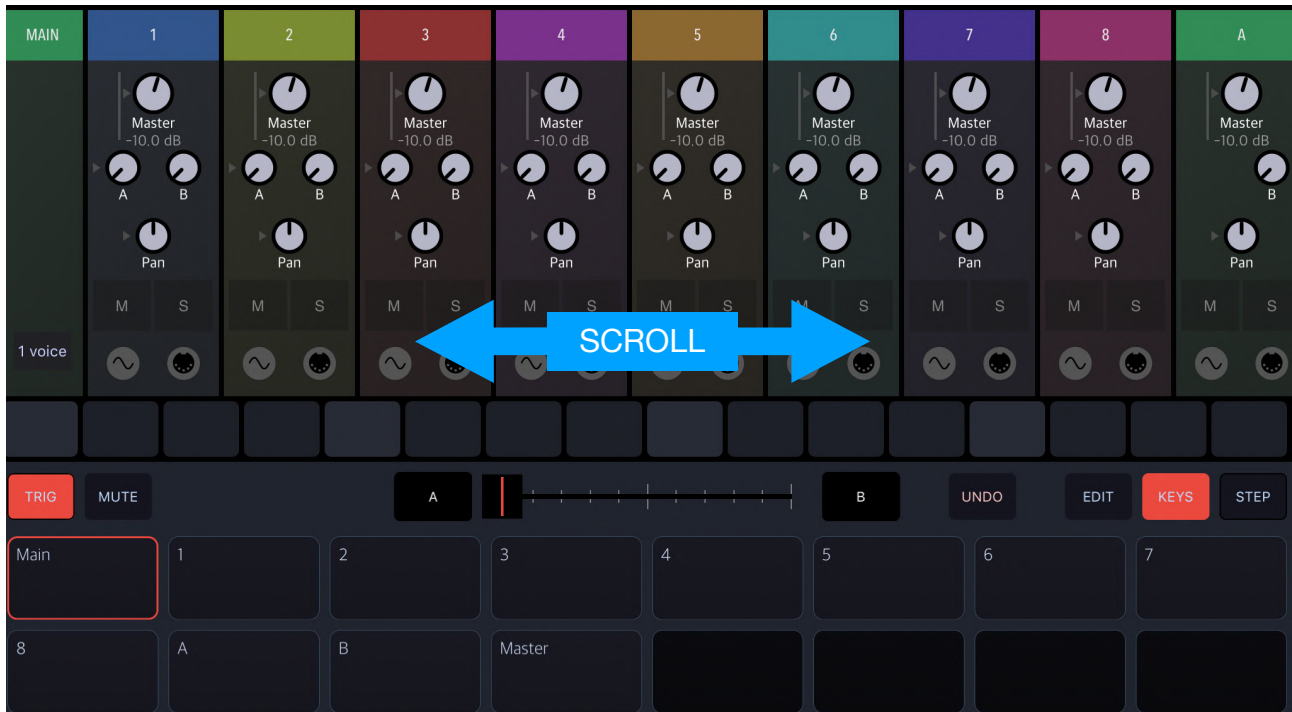 MAIN 1 2 3 4 5 6 7 8 A
Master Master Master Master Master Master Master Master Master
-10.0 dB -10.0 dB -10.0 dB -10.0 dB -10.0 dB -10.0 dB -10.0 dB -10.0 dB -10.0 dB
A B A B A B A B A B A B A B A B B
Pan Pan Pan Pan Pan Pan Pan Pan Pan
M S M S M S M S M S M S M S M S M S
SCROLL
1 voice
TRIG MUTE A B UNDO EDIT KEYS STEP
Main 1 2 3 4 5 6 7
8 A B Master